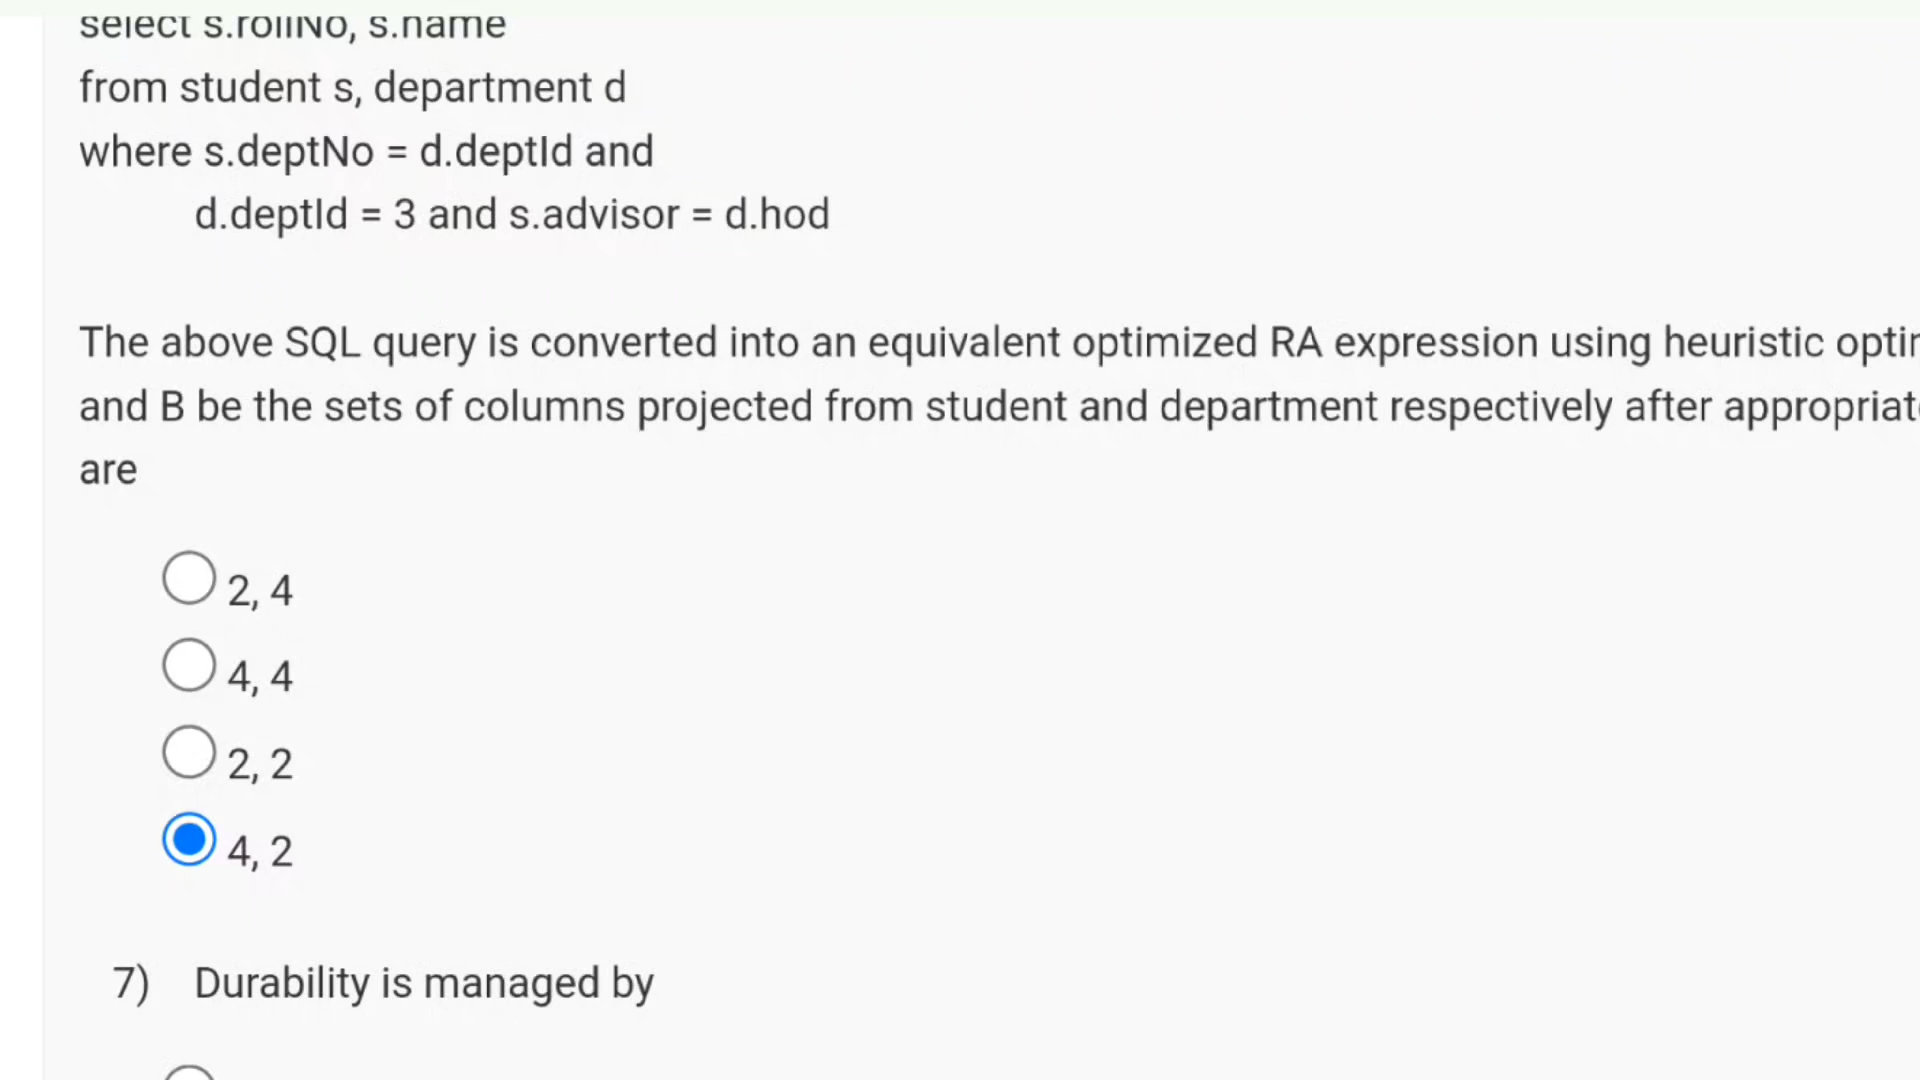 select s.rollNo, s.name
from student s, department d
where s.deptNo = d.deptId and
d.deptId = 3 and s.advisor = d.hod
The above SQL query is converted into an equivalent optimized RA expression using heuristic
and B be the sets of columns projected from student and department respectively after
are
2, 4
4, 4
2, 2
4, 2
7) Durability is managed by